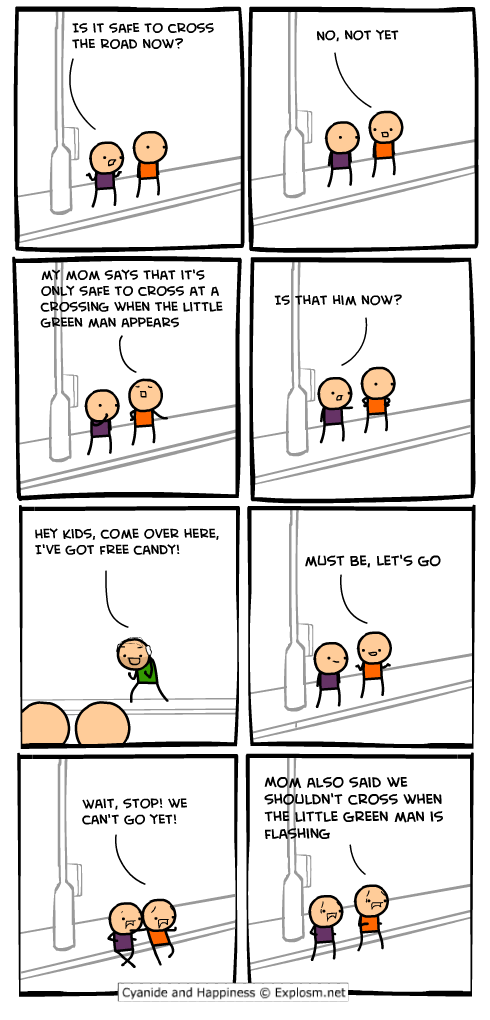 IS IT SAFE TO CROSS
THE ROAD NOW?
NO, NOT YET
MY MOM SAYS THAT IT'S
ONLY SAFE TO CROSS AT A
CROSSING WHEN THE LITTLE
GREEN MAN APPEARS
IS THAT HIM NOW?
HEY KIDS, COME OVER HERE,
I'VE GOT FREE CANDY!
MUST BE, LET'S GO
WAIT, STOP! WE
CAN'T GO YET!
MOM ALSO SAID WE
SHOULDN'T CROSS WHEN
THE LITTLE GREEN MAN IS
FLASHING
Cyanide and Happiness © Explosm.net